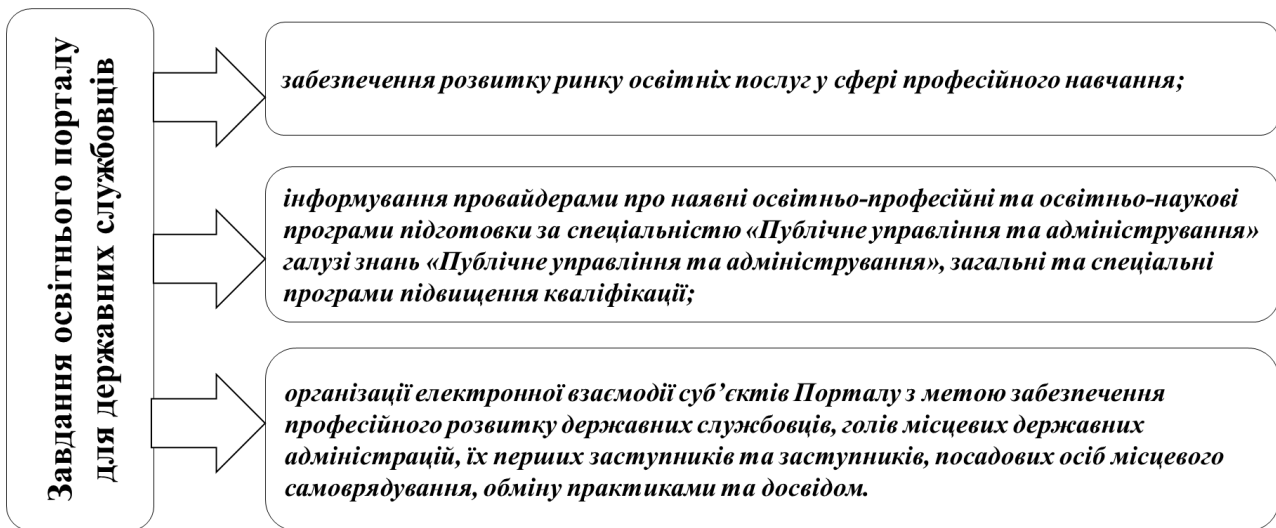 Завдання освітнього порталу
для державних службовців
забезпечення розвитку ринку освітніх послуг у сфері професійного навчання;
інформування провайдерами про наявні освітньо-професійні та освітньо-наукові
програми підготовки за спеціальністю «Публічне управління та адміністрування»
галузі знань «Публічне управління та адміністрування», загальні та спеціальні
програми підвищення кваліфікації;
організації електронної взаємодії суб’єктів Порталу з метою забезпечення
професійного розвитку державних службовців, голів місцевих державних
адміністрацій, їх перших заступників та заступників, посадових осіб місцевого
самоврядування, обміну практиками та досвідом.